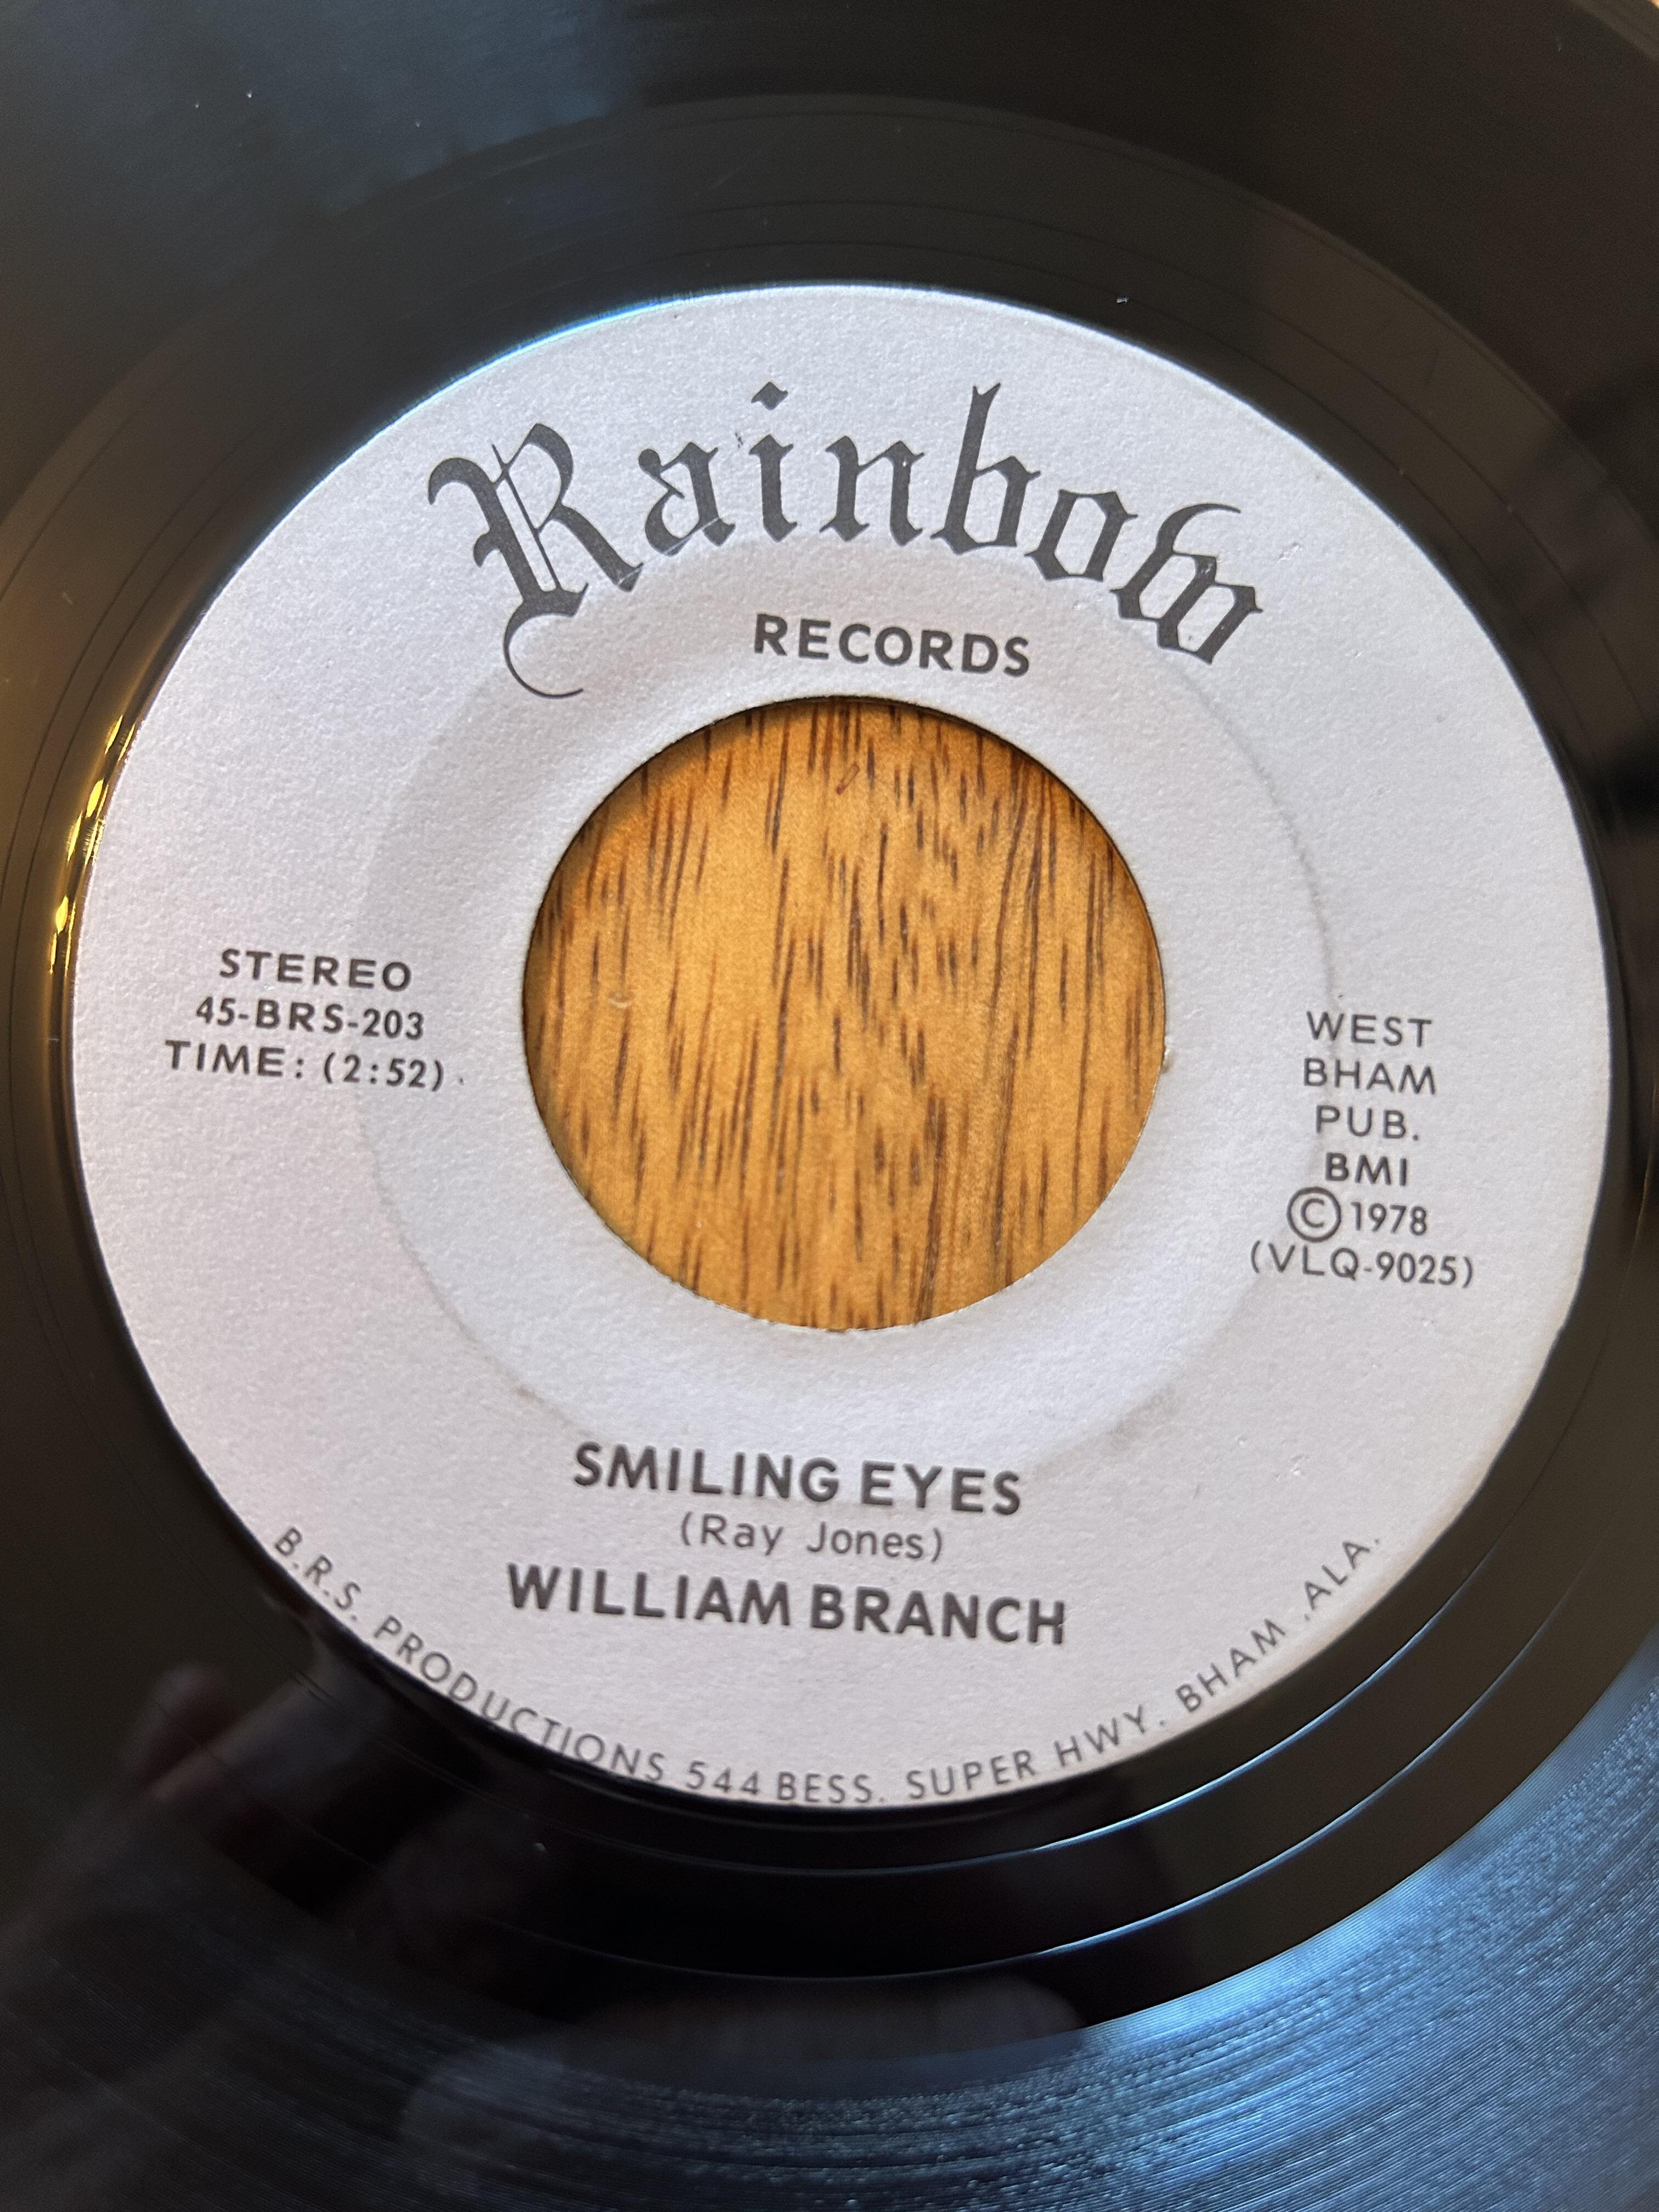 Rainbow
RECORDS
STEREO
45-BRS-203
TIME: (2:52)
WEST
BHAM
PUB.
BMI
©1978
(VLQ-9025)
SMILING EYES
(Ray Jones)
WILLIAM BRANCH
B.R.S. PRODUCTIONS 544 BESS. SUPER HWY. BHAM ,ALA.